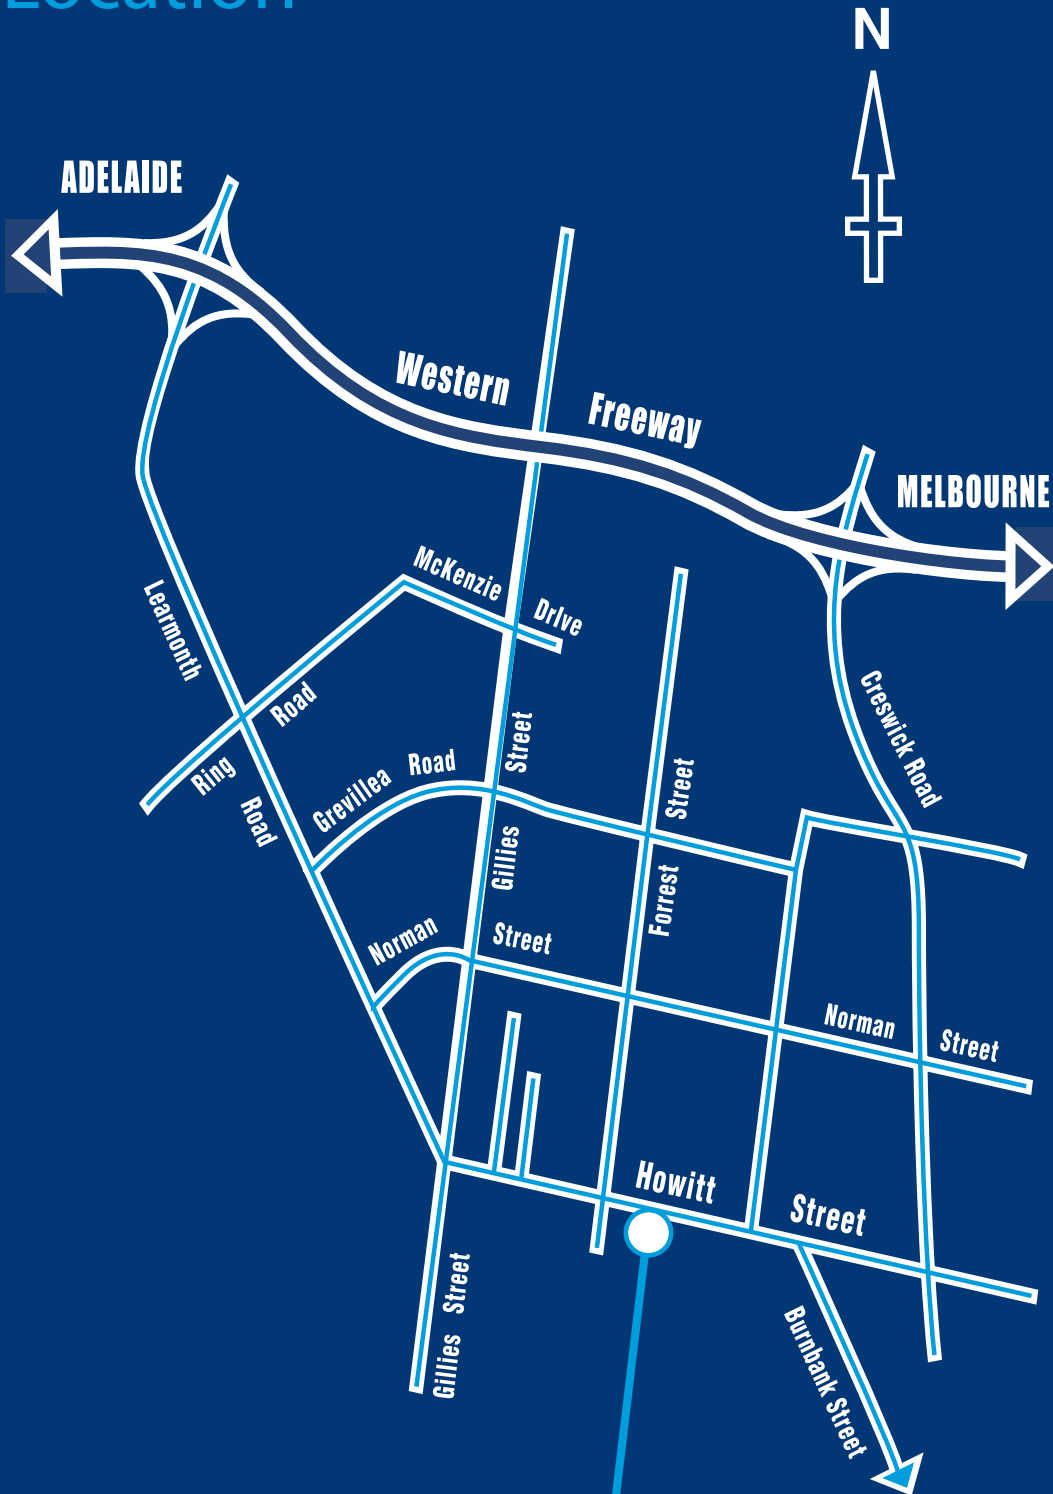 Location
N
ADELAIDE
Western Freeway
MELBOURNE
McKenzie Drive
Learmonth Road
Ring Road
Creswick Road
Grevillea Road
Gillies Street
Forrest Street
Norman Street
Norman Street
Howitt Street
Gillies Street
Burnbank Street